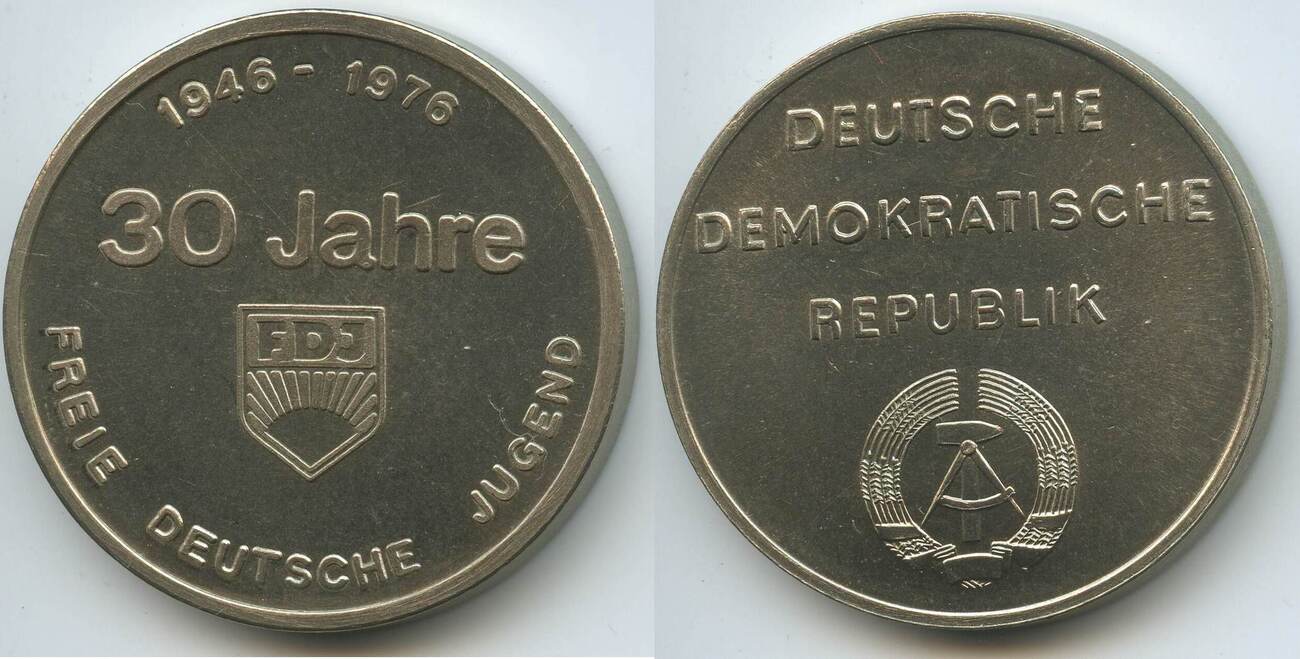 1946 - 1976
30 Jahre
FDJ
FREIE DEUTSCHE JUGEND
DEUTSCHE
DEMOKRATISCHE
REPUBLIK